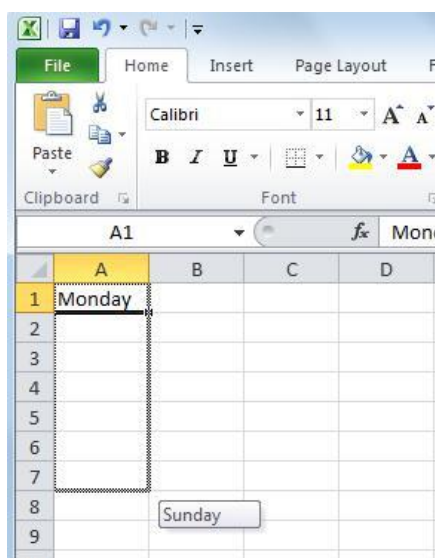 File Home Insert Page Layout F
Calibri 11 A A
Paste B I U A
Clipboard Font
A1 fx Mon
A B C D
1 Monday
2
3
4
5
6
7
8 Sunday
9